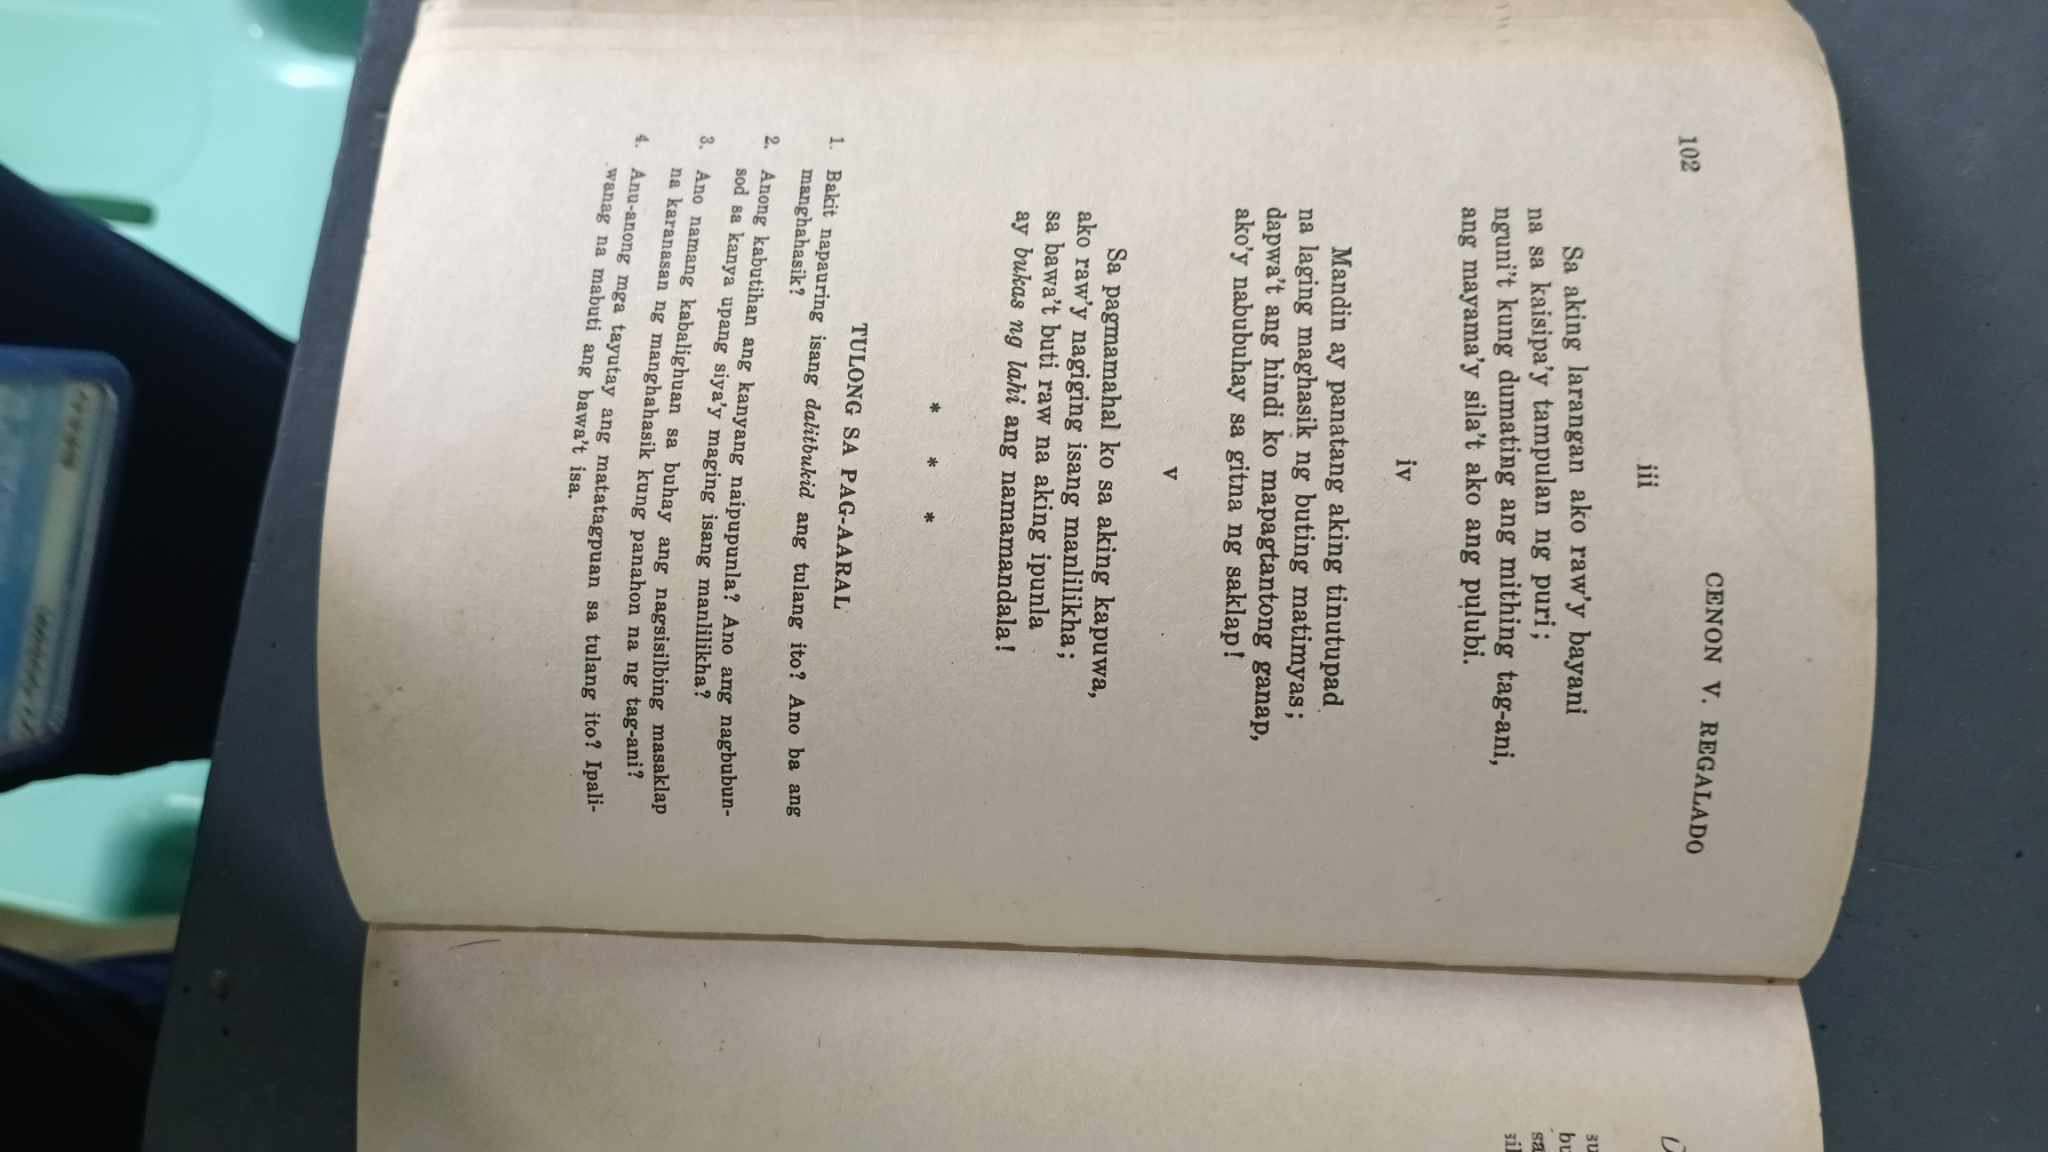 102
CENON V. REGALADO
iii
Sa aking larangan ako raw'y bayani
na sa kaisipa'y tampulan ng puri;
nguni't kung dumating ang mithing tag-ani,
ang mayama'y sila't ako ang pulubi.
iv
Mandin ay panatang aking tinutupad
na laging maghasik ng buting matimyas;
dapwa't ang hindi ko mapagtantong ganap,
ako'y nabubuhay sa gitna ng saklap!
v
Sa pagmamahal ko sa aking kapuwa,
ako raw'y nagiging isang manlilikha;
sa bawa't buti raw na aking ipunla
ay bukas ng lahi ang namamandala!
* * *
TULONG SA PAG-AARAL
1. Bakit napauring isang dalitbukid ang tulang ito? Ano ba ang
manghahasik?
2. Anong kabutihan ang kanyang naipupunla? Ano ang nagbubun-
sod sa kanya upang siya'y maging isang manlilikha?
3. Ano namang kabalighuan sa buhay ang nagsisilbing masaklap
na karanasan ng manghahasik kung panahon na ng tag-ani?
4. Anu-anong mga tayutay ang matatagpuan sa tulang ito? Ipali-
wanag na mabuti ang bawa't isa.
su
bu
sa
sil